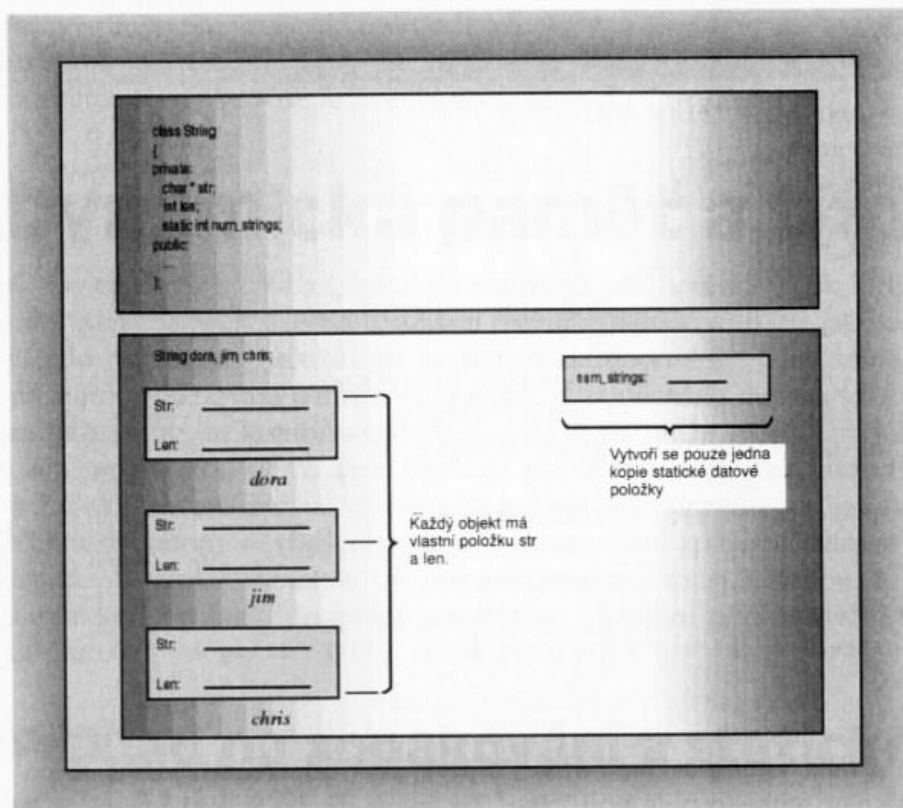 class String
{
private:
char * str;
int len;
static int num_strings;
public:
...
};
String dora, jim, chris;
Str:
Len:
dora
Str:
Len:
jim
Str:
Len:
chris
Každý objekt má
vlastní položku str
a len.
num_strings:
Vytvoří se pouze jedna
kopie statické datové
položky